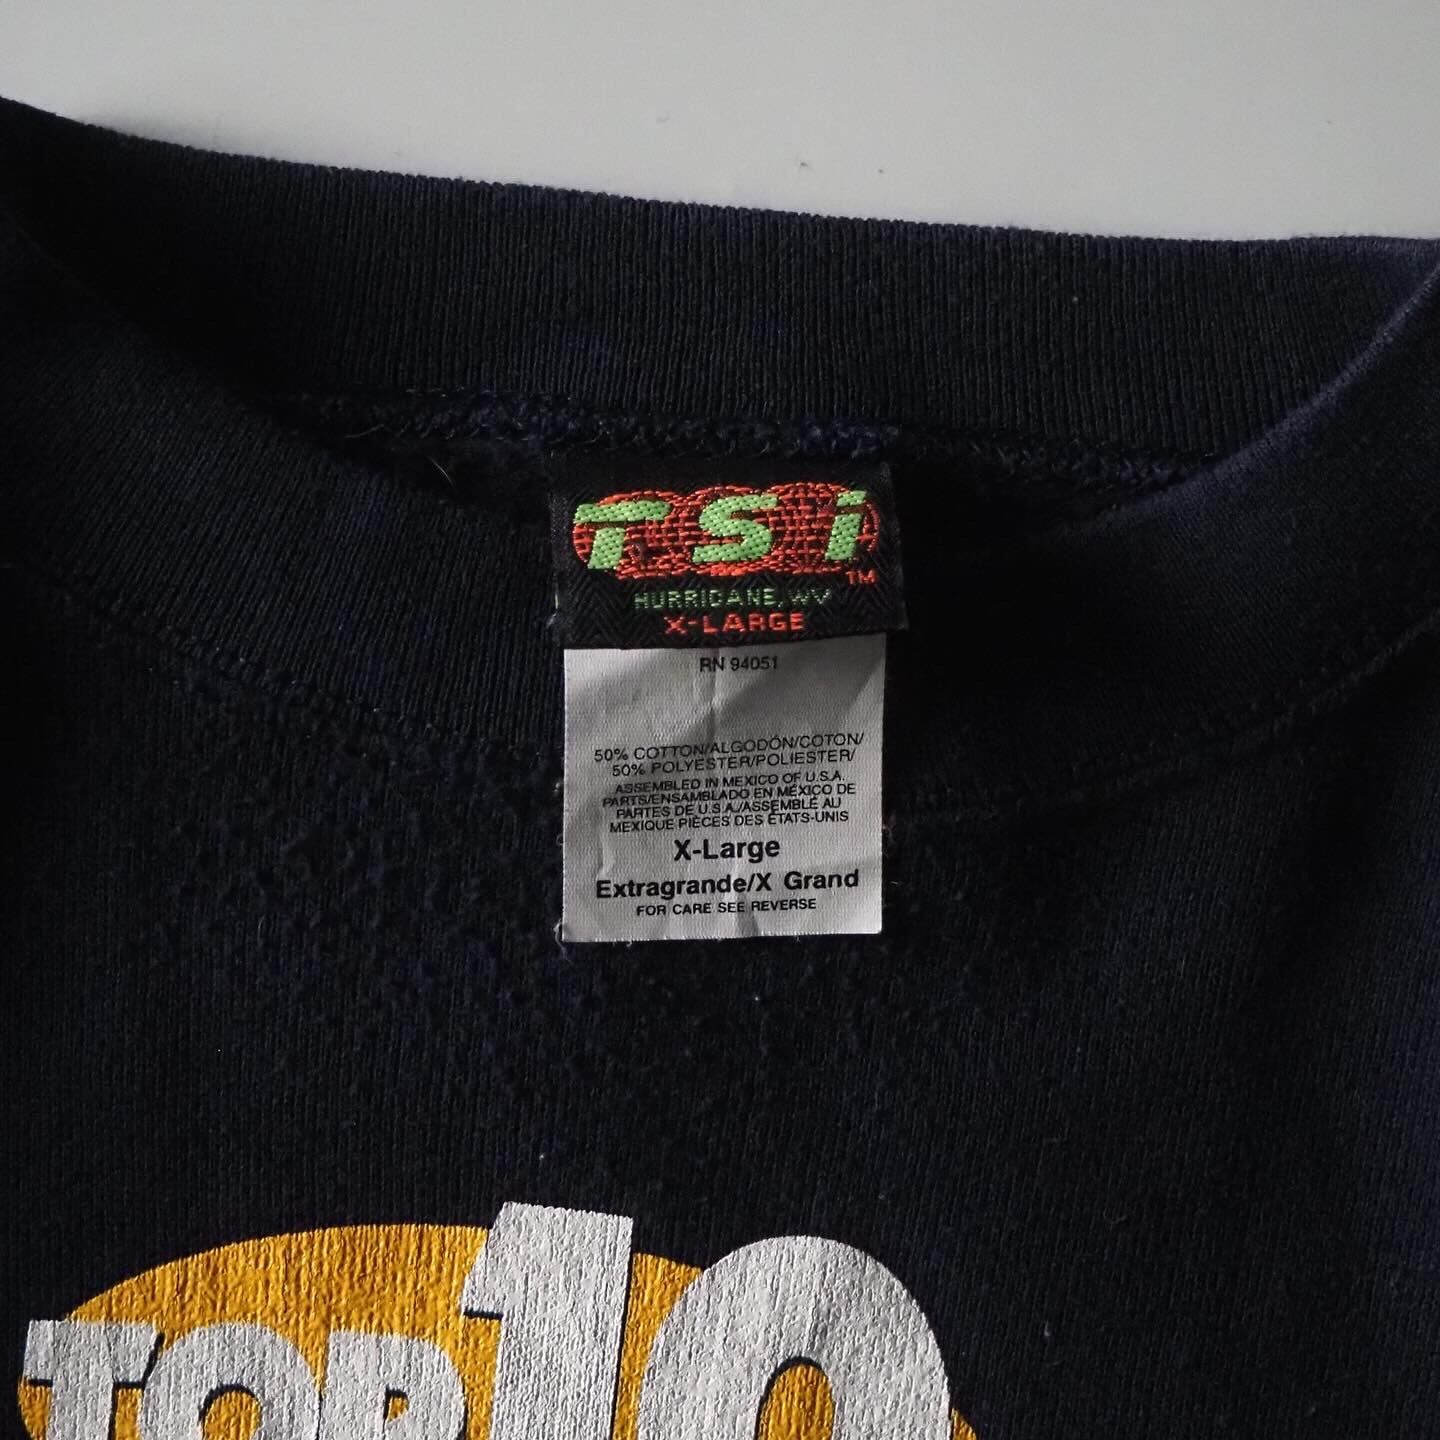 TSi
TM
HURRICANE, WV
X-LARGE
RN 94051
50% COTTON/ALGODÓN/COTON/
50% POLYESTER/POLIESTER/
ASSEMBLED IN MEXICO OF U.S.A.
PARTS/ENSAMBLADO EN MÉXICO DE
PARTES DE U.S.A./ASSEMBLÉ AU
MEXIQUE PIÈCES DES ÉTATS-UNIS
X-Large
Extragrande/X Grand
FOR CARE SEE REVERSE
TOP 10